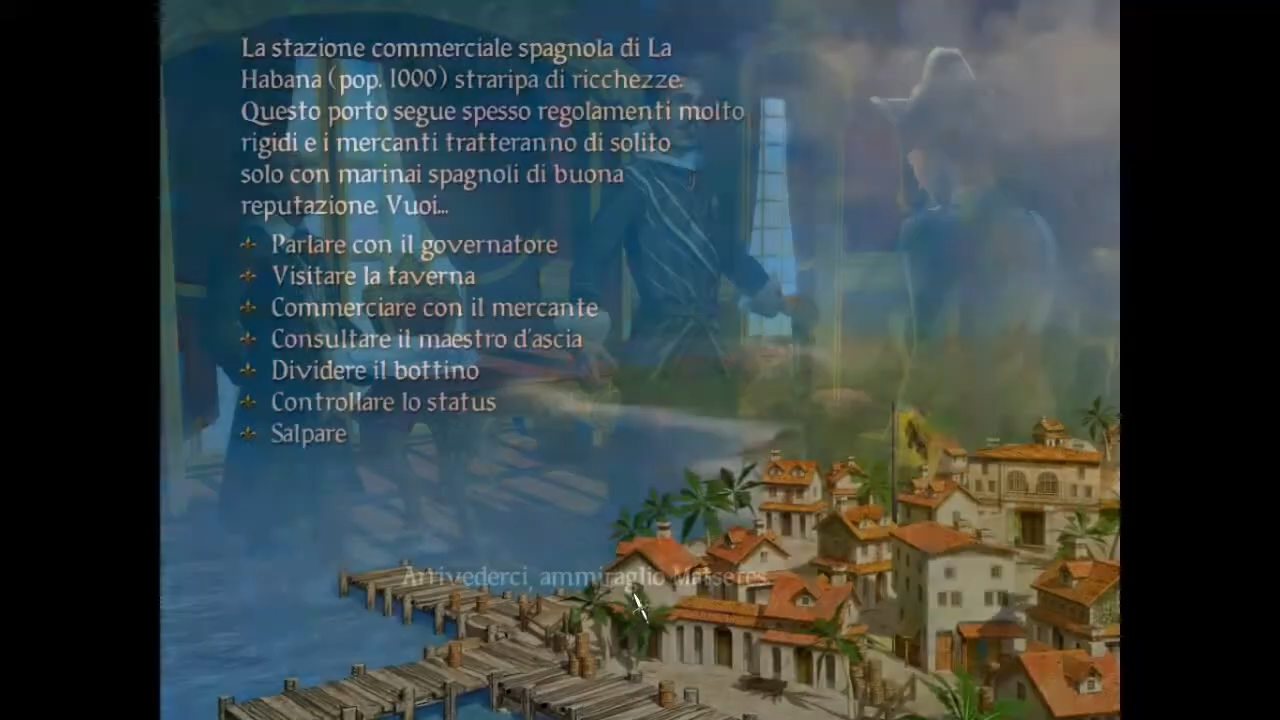 La stazione commerciale spagnola di La
Habana (pop. 1000) straripa di ricchezze.
Questo porto segue spesso regolamenti molto
rigidi e i mercanti tratteranno di solito
solo con marinai spagnoli di buona
reputazione. Vuoi...
Parlare con il governatore
Visitare la taverna
Commerciare con il mercante
Consultare il maestro d'ascia
Dividere il bottino
Controllare lo status
Salpare
Arrivederci, ammiraglio Masseres.